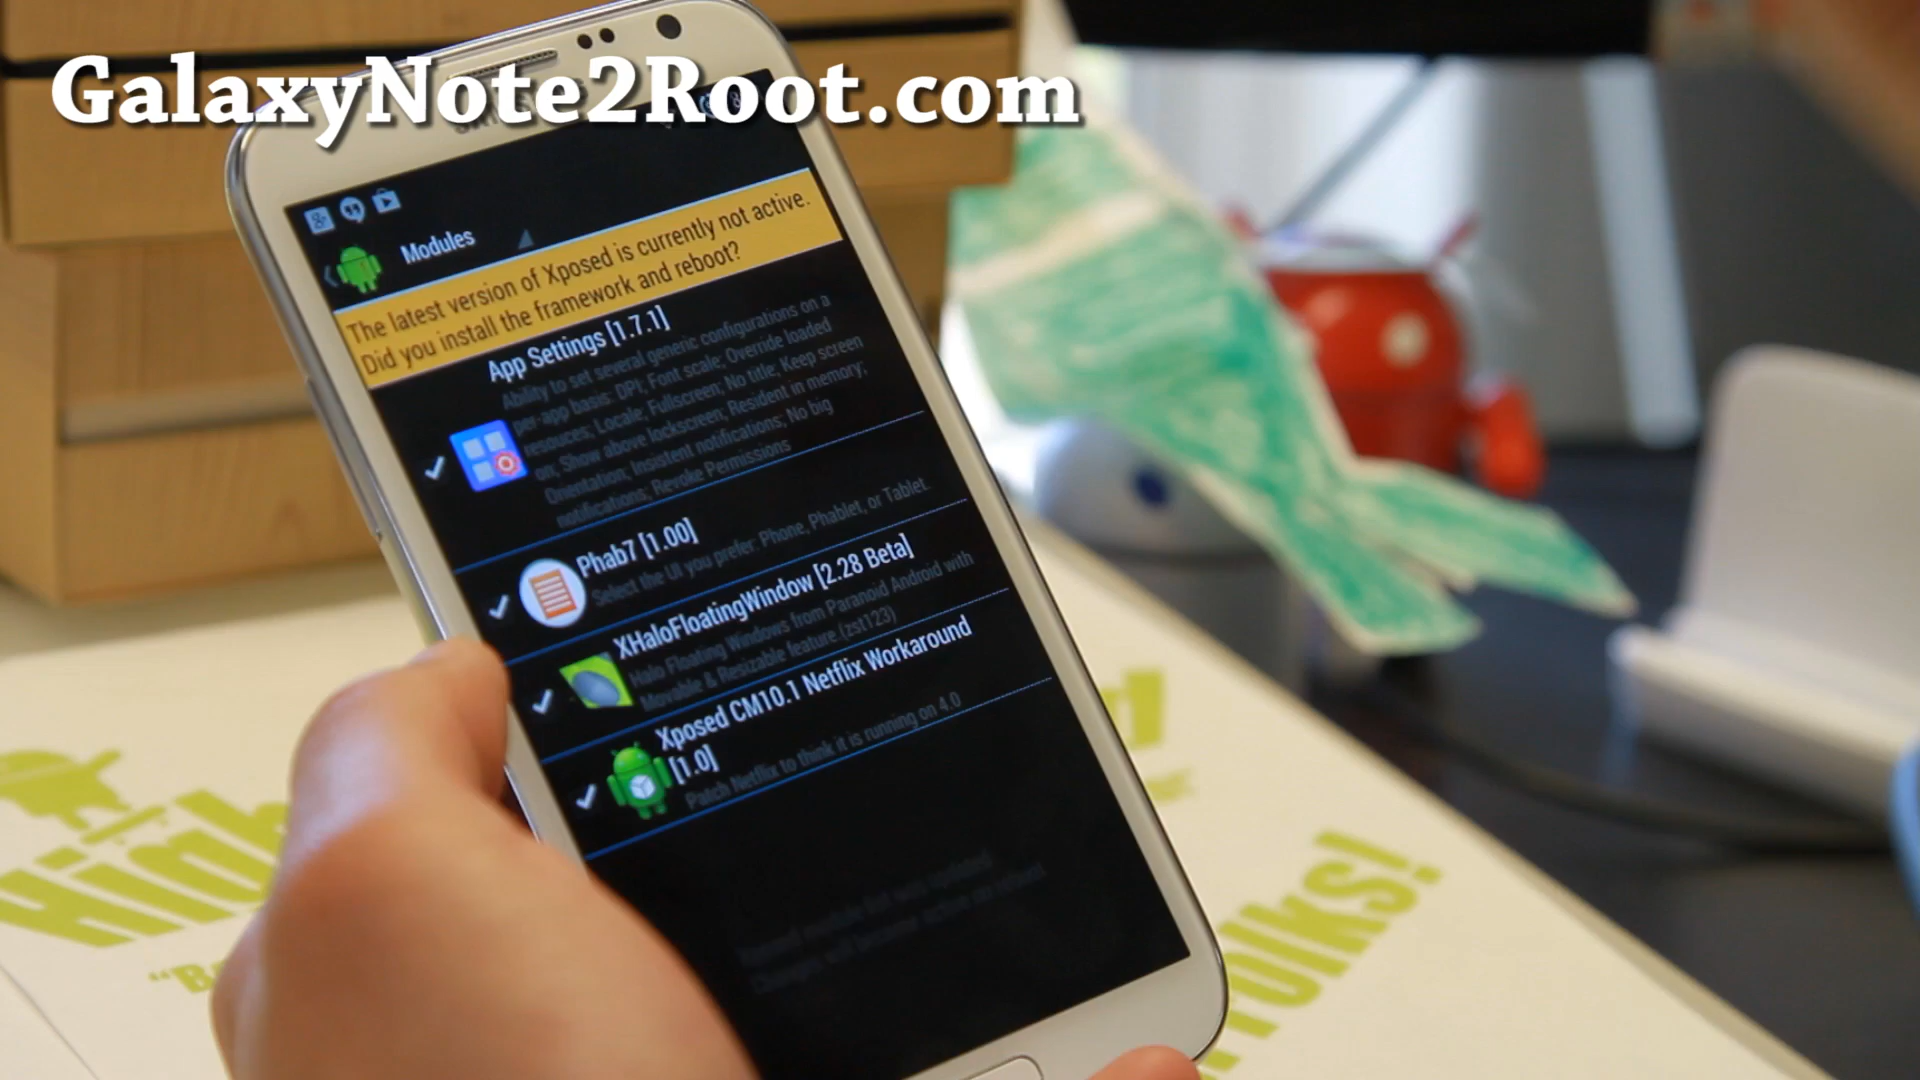 GalaxyNote2Root.com
Modules
The latest version of Xposed is currently not active.
Did you install the framework and reboot?
App Settings [1.7.1]
Ability to set several generic configurations on a
per-app basis: DPI; Font scale; Override loaded
resouces; Locale; Fullscreen; No title; Keep screen
on; Show above lockscreen; Resident in memory;
Orientation; Insistent notifications; No big
notifications; Revoke Permissions
Phab7 [1.00]
Select the UI you prefer. Phone, Phablet, or Tablet.
XHaloFloatingWindow [2.28 Beta]
Halo Floating Windows from Paranoid Android with
Movable & Resizable feature.(zst123)
Xposed CM10.1 Netflix Workaround
[1.0]
Patch Netflix to think it is running on 4.0
Changes will become active